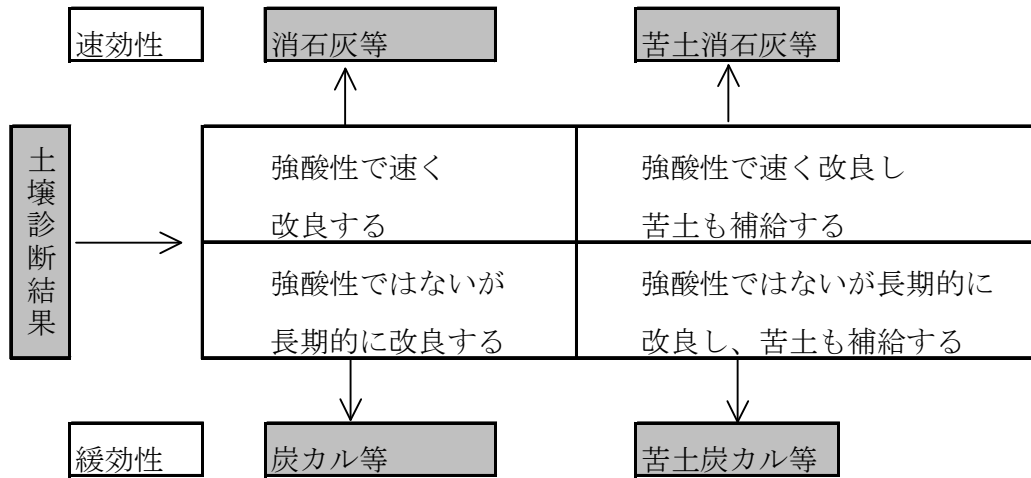 速効性
消石灰等
苦土消石灰等
土壌診断結果
強酸性で速く
改良する
強酸性で速く改良し
苦土も補給する
強酸性ではないが
長期的に改良する
強酸性ではないが長期的に
改良し、苦土も補給する
緩効性
炭カル等
苦土炭カル等